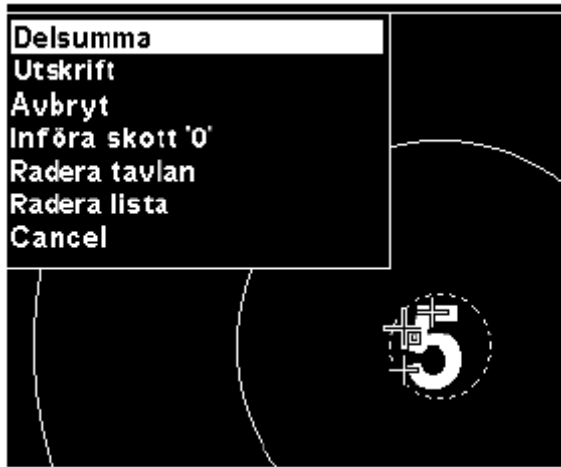 Delsumma
Utskrift
Avbryt
Införa skott '0'
Radera tavlan
Radera lista
Cancel
5